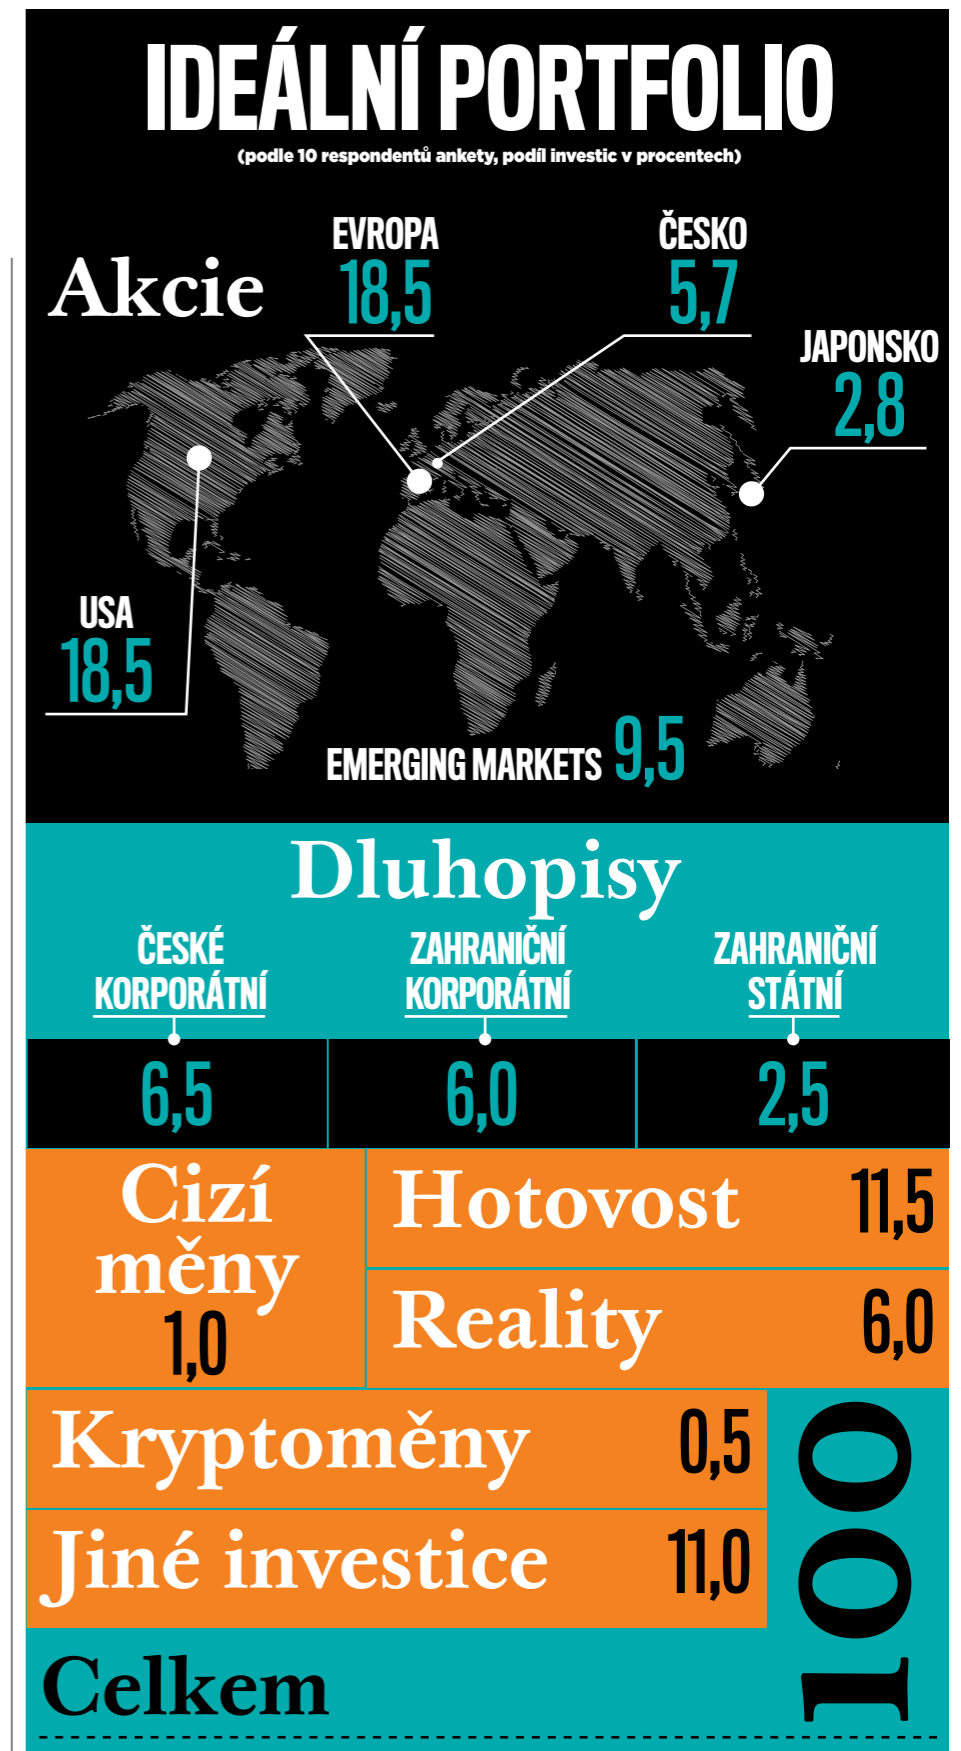 IDEÁLNÍ PORTFOLIO
(podle 10 respondentů ankety, podíl investic v procentech)
Akcie
EVROPA
18,5
ČESKO
5,7
JAPONSKO
2,8
USA
18,5
EMERGING MARKETS 9,5
Dluhopisy
ČESKÉ
KORPORÁTNÍ
6,5
ZAHRANIČNÍ
KORPORÁTNÍ
6,0
ZAHRANIČNÍ
STÁTNÍ
2,5
Cizí
měny
1,0
Hotovost 11,5
Reality 6,0
Kryptoměny 0,5
Jiné investice 11,0
Celkem 100